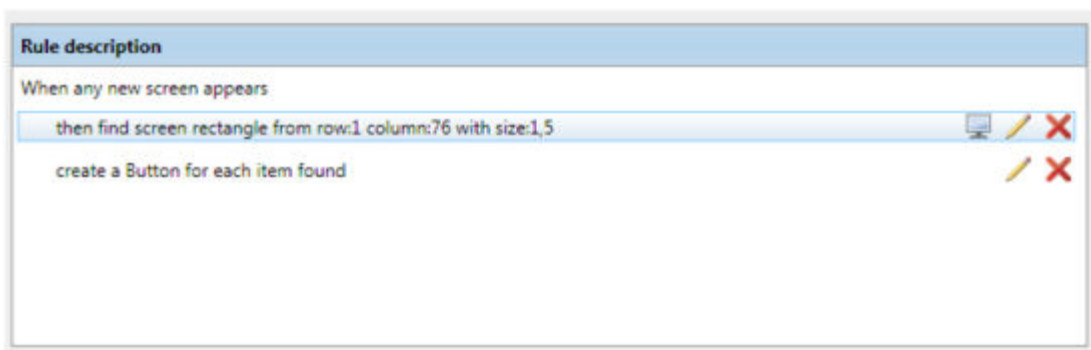 Rule description
When any new screen appears
then find screen rectangle from row:1 column:76 with size:1,5
create a Button for each item found